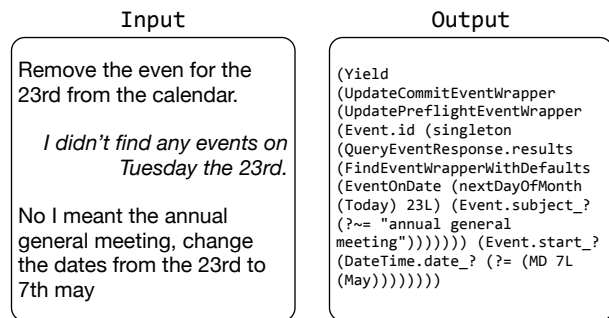 Input
Output
Remove the even for the
23rd from the calendar.
I didn't find any events on
Tuesday the 23rd.
No I meant the annual
general meeting, change
the dates from the 23rd to
7th may
(Yield
(UpdateCommitEventWrapper
(UpdatePreflightEventWrapper
(Event.id (singleton
(QueryEventResponse.results
(FindEventWrapperWithDefaults
(EventOnDate (nextDayOfMonth
(Today) 23L) (Event.subject_?
(?~= "annual general
meeting"))))))) (Event.start_?
(DateTime.date_? (?= (MD 7L
(May))))))))